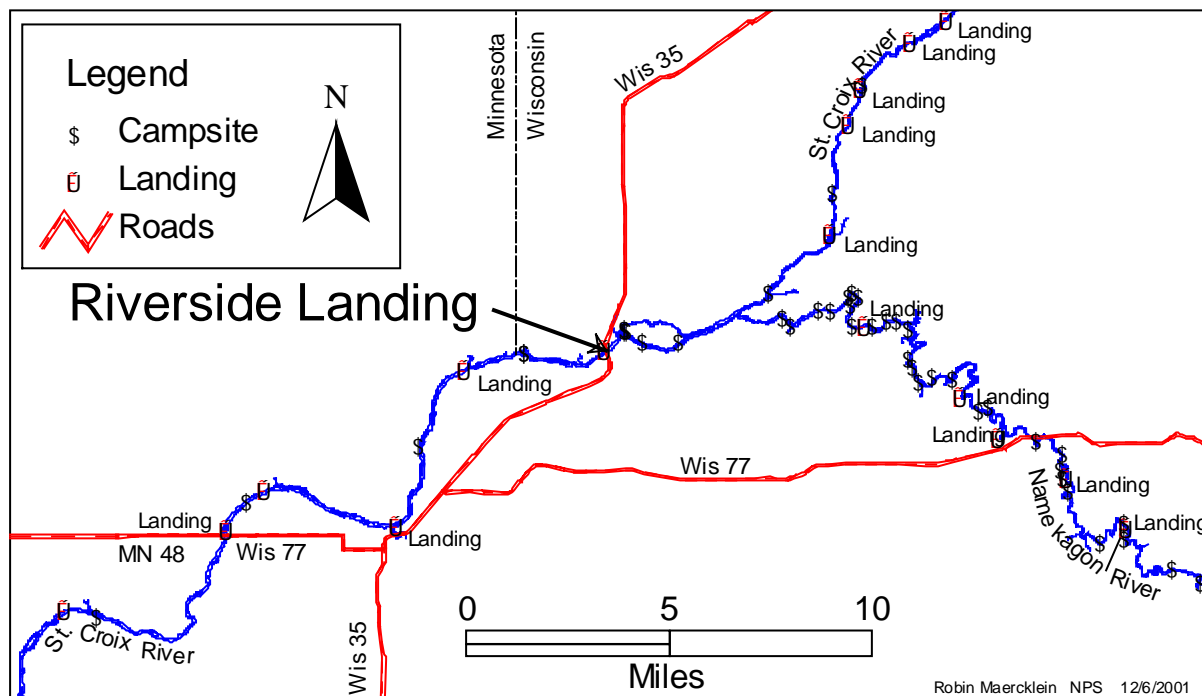 Legend
N
$ Campsite
Landing
Roads
Minnesota
Wisconsin
Wis 35
St. Croix River
Landing
Landing
Landing
Landing
Landing
Riverside Landing
Landing
Landing
Landing
Landing
Wis 77
Landing
Landing
Namekagon River
Landing
Landing
MN 48
Wis 77
St. Croix River
Wis 35
0 5 10
Miles
Robin Maercklein NPS 12/6/2001